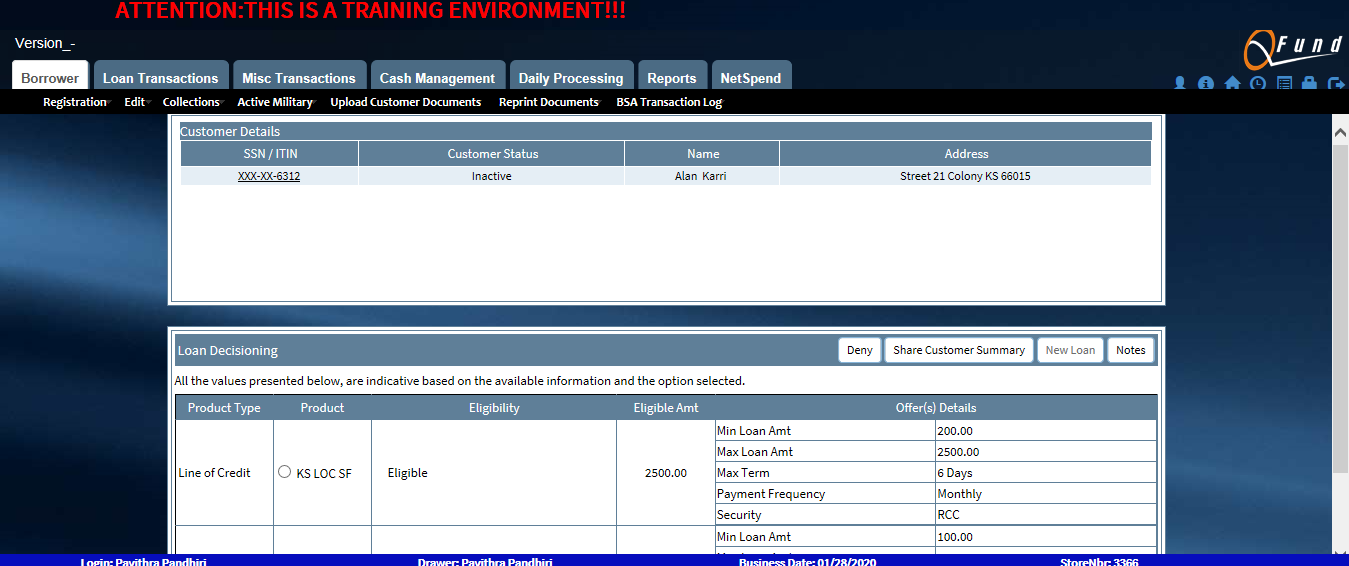 ATTENTION:THIS IS A TRAINING ENVIRONMENT!!!
Version_-
QFund
Borrower Loan Transactions Misc Transactions Cash Management Daily Processing Reports NetSpend
Registration Edit Collections Active Military Upload Customer Documents Reprint Documents BSA Transaction Log
Customer Details
SSN / ITIN Customer Status Name Address
XXX-XX-6312 Inactive Alan Karri Street 21 Colony KS 66015
Loan Decisioning Deny Share Customer Summary New Loan Notes
All the values presented below, are indicative based on the available information and the option selected.
Product Type Product Eligibility Eligible Amt Offer(s) Details
Min Loan Amt 200.00
Max Loan Amt 2500.00
Line of Credit KS LOC SF Eligible 2500.00 Max Term 6 Days
Payment Frequency Monthly
Security RCC
Min Loan Amt 100.00
Login: Pavithra Pandhiri Drawer: Pavithra Pandhiri Business Date: 01/28/2020 StoreNbr: 3366